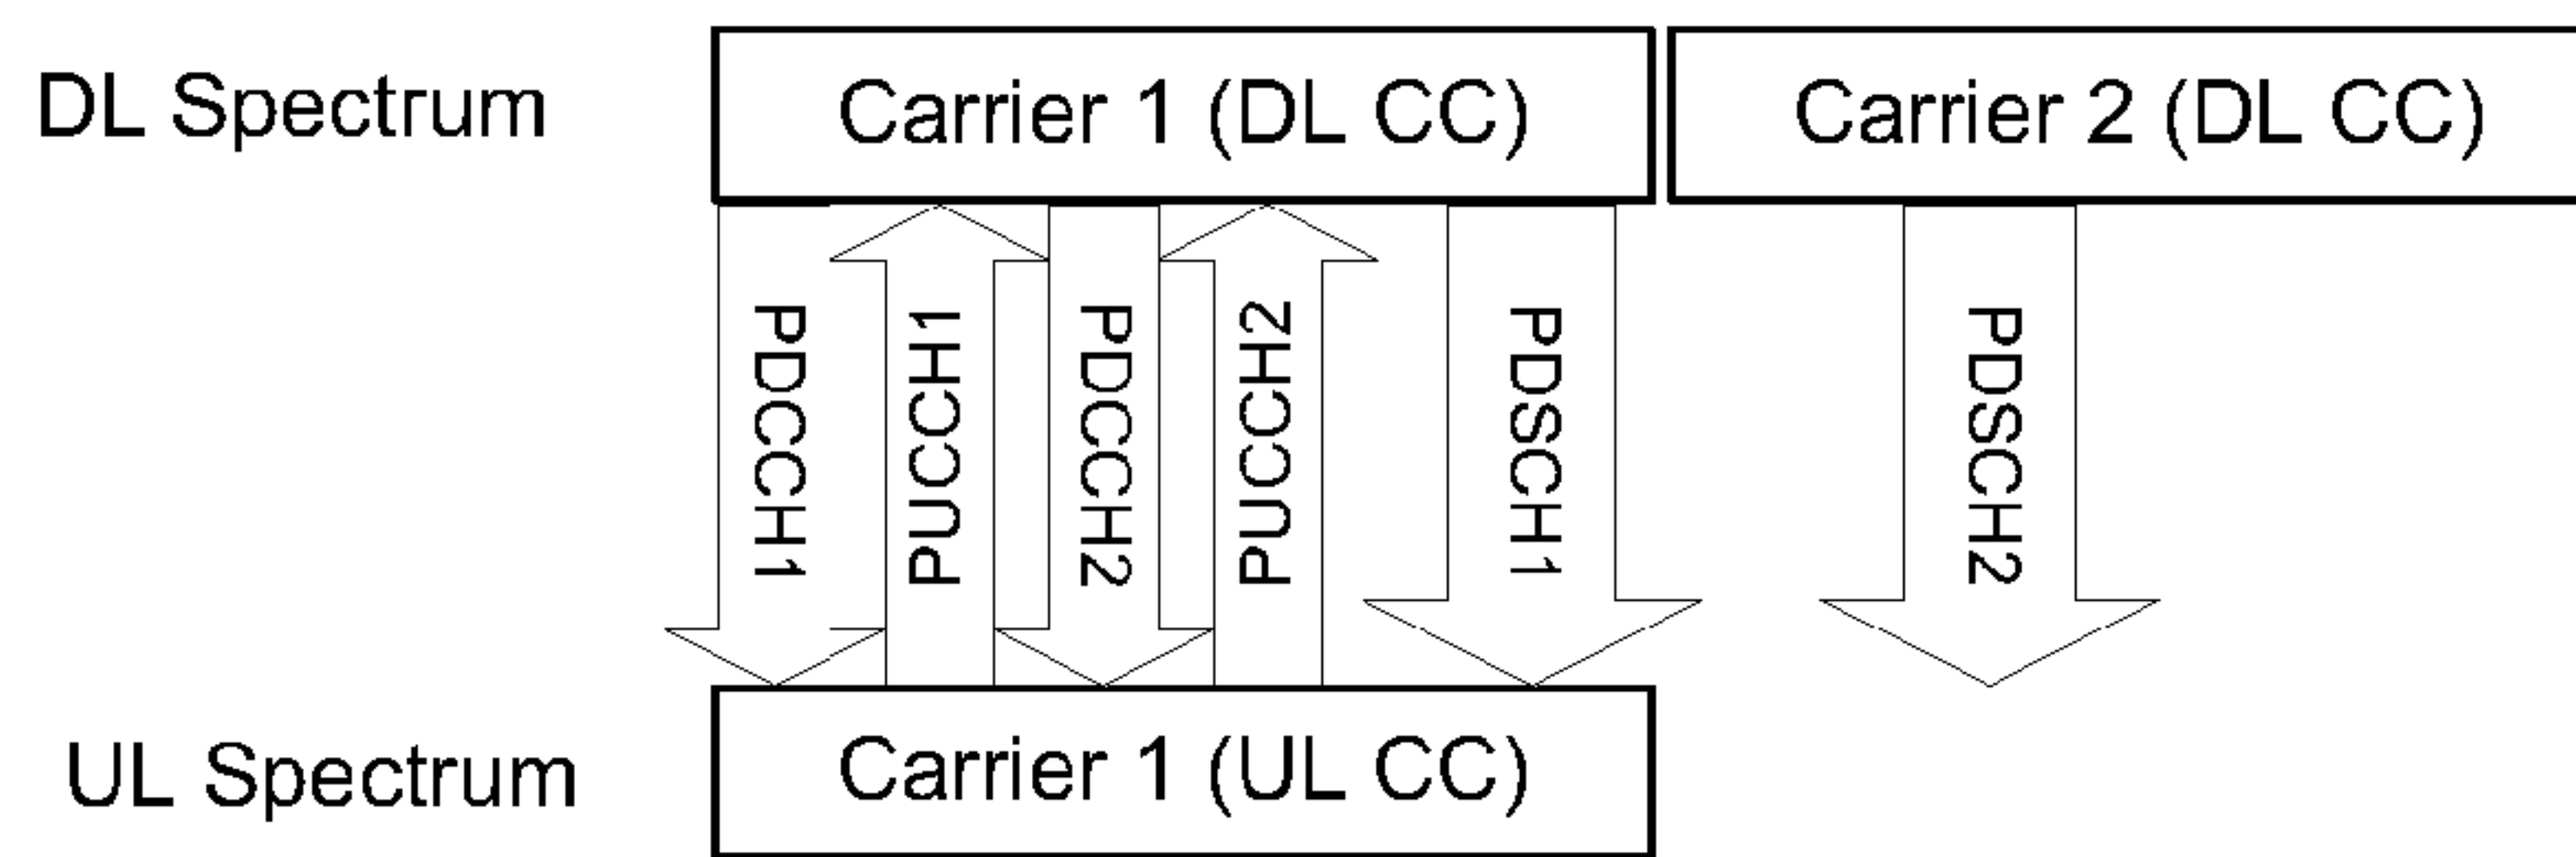 DL Spectrum
Carrier 1 (DL CC)
Carrier 2 (DL CC)
PDCCH1
PUCCH1
PDCCH2
PUCCH2
PDSCH1
PDSCH2
UL Spectrum
Carrier 1 (UL CC)